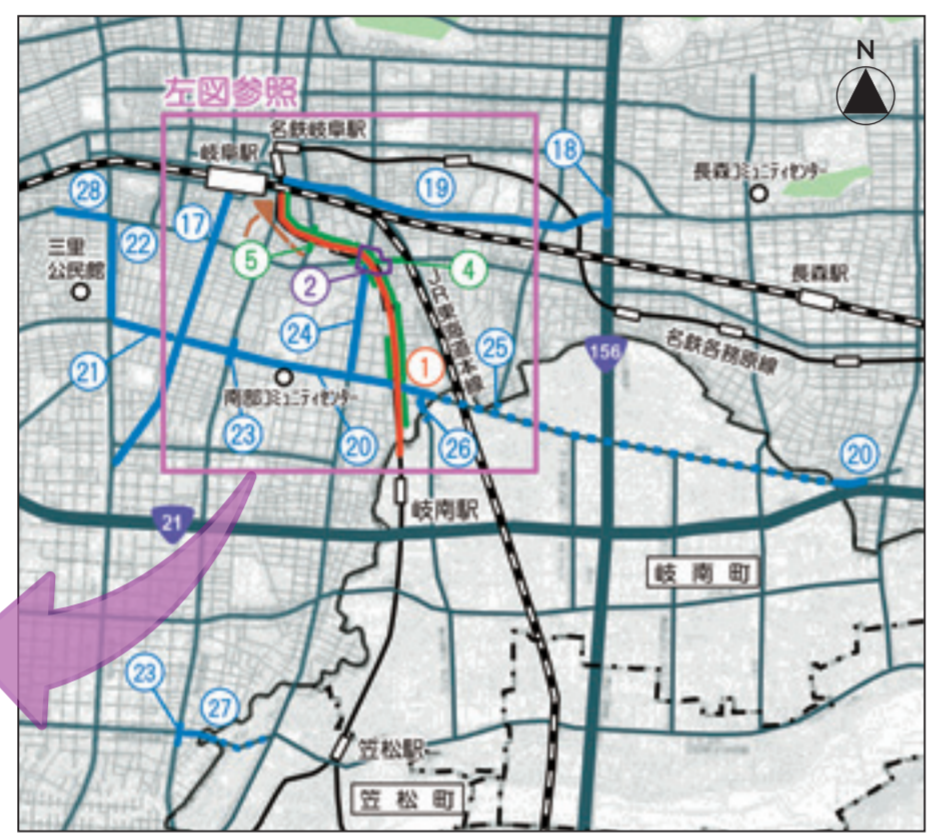 N
左図参照
名鉄岐阜駅
岐阜駅
18
長森コミュニティセンター
28
19
17
22
三里
公民館
5
4
長森駅
2
JR東海道本線
24
25
156
名鉄各務原線
1
21
南部コミュニティセンター
23
20
26
20
岐南駅
21
岐南町
23
27
笠松駅
笠松町